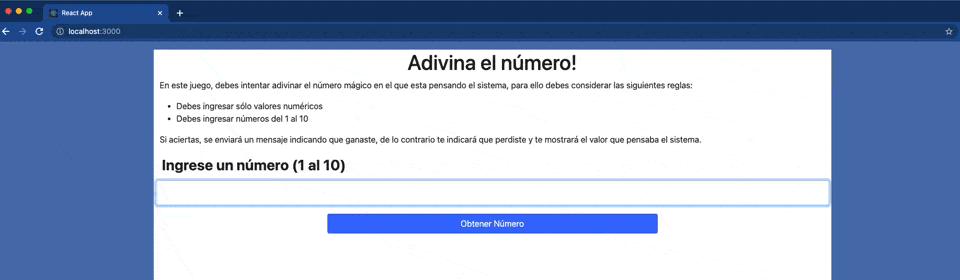 React App
localhost:3000
Adivina el número!
En este juego, debes intentar adivinar el número mágico en el que esta pensando el sistema, para ello debes considerar las siguientes reglas:
Debes ingresar sólo valores numéricos
Debes ingresar números del 1 al 10
Si aciertas, se enviará un mensaje indicando que ganaste, de lo contrario te indicará que perdiste y te mostrará el valor que pensaba el sistema.
Ingrese un número (1 al 10)
Obtener Número